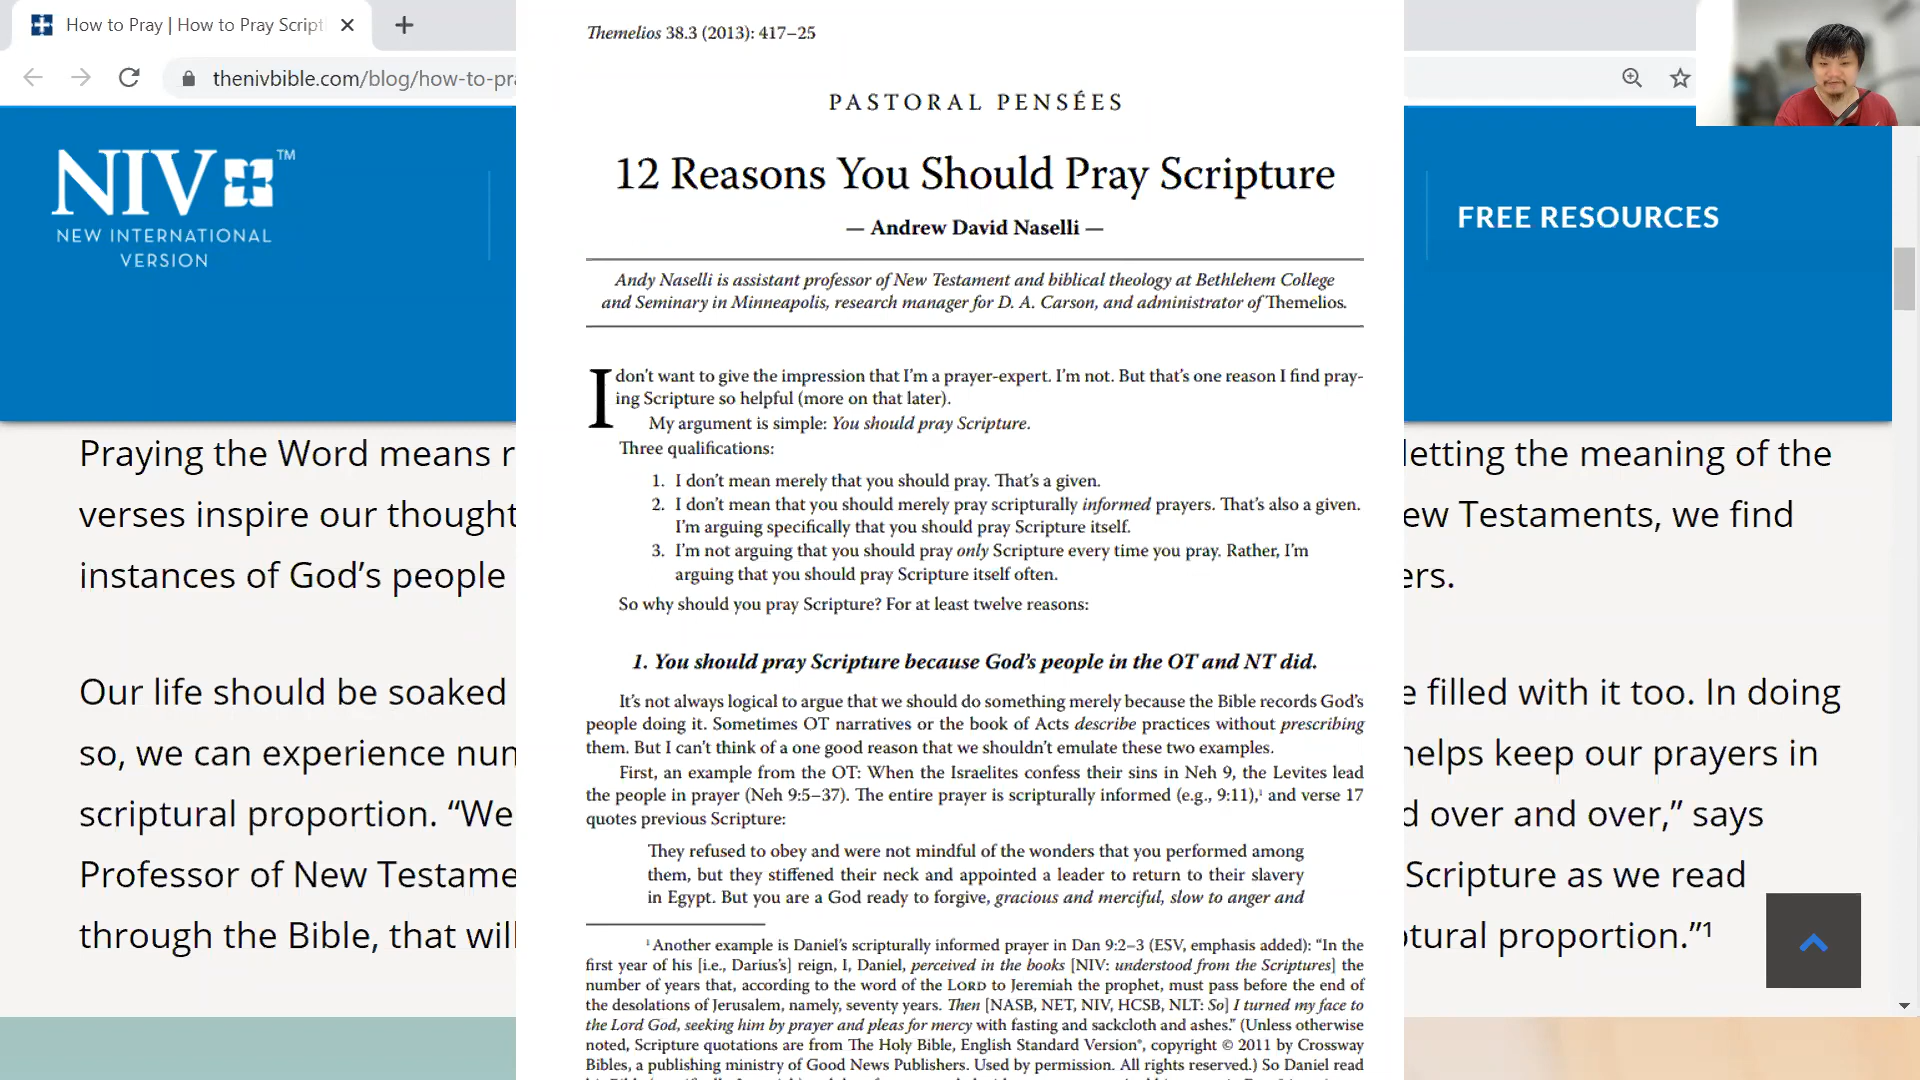 How to Pray | How to Pray Script
thenivbible.com/blog/how-to-pra
NIV ™
NEW INTERNATIONAL
VERSION
FREE RESOURCES
Praying the Word means r
verses inspire our thought
instances of God's people
Our life should be soaked
so, we can experience num
scriptural proportion. “We
Professor of New Testame
through the Bible, that will
Themelios 38.3 (2013): 417–25
PASTORAL PENSÉES
12 Reasons You Should Pray Scripture
— Andrew David Naselli —
Andy Naselli is assistant professor of New Testament and biblical theology at Bethlehem College
and Seminary in Minneapolis, research manager for D. A. Carson, and administrator of Themelios.
I don't want to give the impression that I'm a prayer-expert. I'm not. But that's one reason I find pray-
ing Scripture so helpful (more on that later).
My argument is simple: You should pray Scripture.
Three qualifications:
1. I don't mean merely that you should pray. That's a given.
2. I don't mean that you should merely pray scripturally informed prayers. That's also a given.
I'm arguing specifically that you should pray Scripture itself.
3. I'm not arguing that you should pray only Scripture every time you pray. Rather, I'm
arguing that you should pray Scripture itself often.
So why should you pray Scripture? For at least twelve reasons:
1. You should pray Scripture because God's people in the OT and NT did.
It's not always logical to argue that we should do something merely because the Bible records God's
people doing it. Sometimes OT narratives or the book of Acts describe practices without prescribing
them. But I can't think of a one good reason that we shouldn't emulate these two examples.
First, an example from the OT: When the Israelites confess their sins in Neh 9, the Levites lead
the people in prayer (Neh 9:5–37). The entire prayer is scripturally informed (e.g., 9:11),¹ and verse 17
quotes previous Scripture:
They refused to obey and were not mindful of the wonders that you performed among
them, but they stiffened their neck and appointed a leader to return to their slavery
in Egypt. But you are a God ready to forgive, gracious and merciful, slow to anger and
¹ Another example is Daniel's scripturally informed prayer in Dan 9:2–3 (ESV, emphasis added): “In the
first year of his [i.e., Darius's] reign, I, Daniel, perceived in the books [NIV: understood from the Scriptures] the
number of years that, according to the word of the LORD to Jeremiah the prophet, must pass before the end of
the desolations of Jerusalem, namely, seventy years. Then [NASB, NET, NIV, HCSB, NLT: So] I turned my face to
the Lord God, seeking him by prayer and pleas for mercy with fasting and sackcloth and ashes.” (Unless otherwise
noted, Scripture quotations are from The Holy Bible, English Standard Version®, copyright © 2011 by Crossway
Bibles, a publishing ministry of Good News Publishers. Used by permission. All rights reserved.) So Daniel read
letting the meaning of the
ew Testaments, we find
ers.
e filled with it too. In doing
helps keep our prayers in
d over and over,” says
Scripture as we read
ptural proportion.”¹